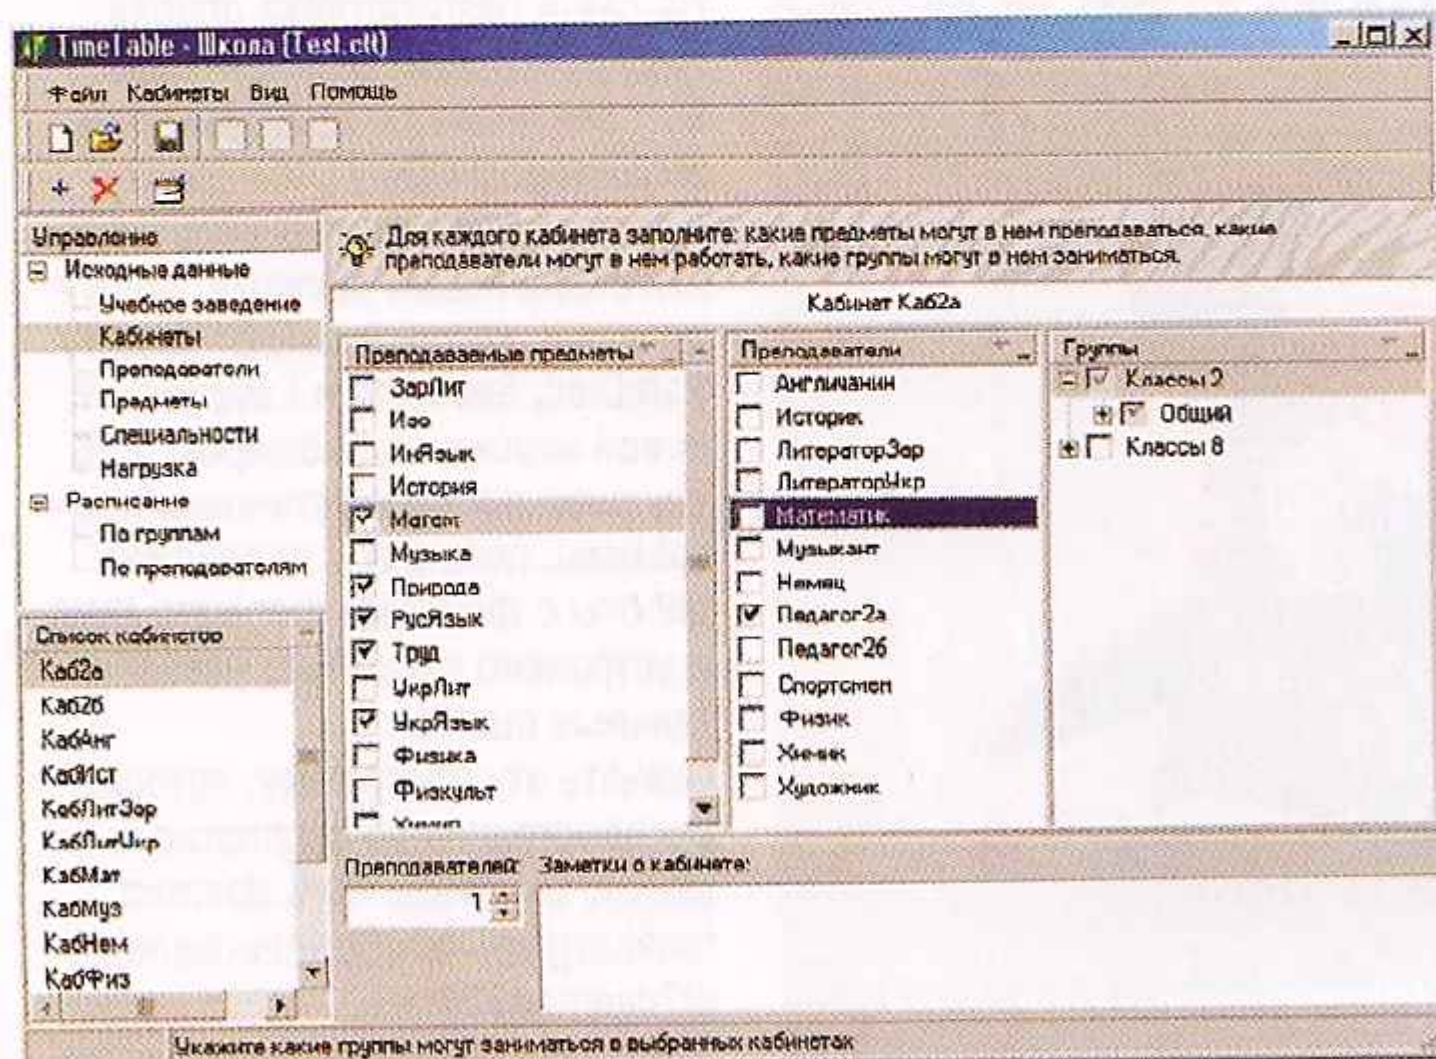 TimeTable - Школа (Test.ctt)
Файл Кабинеты Вид Помощь
Управление
Исходные данные
Учебное заведение
Кабинеты
Преподаватели
Предметы
Специальности
Нагрузка
Расписание
По группам
По преподавателям
Список кабинетов
Каб2а
Каб2б
КабАнг
КабИст
КабЛитЗар
КабЛитУкр
КабМат
КабМуз
КабНем
КабФиз
Для каждого кабинета заполните: какие предметы могут в нем преподаваться, какие
преподаватели могут в нем работать, какие группы могут в нем заниматься.
Кабинет Каб2а
Преподаваемые предметы
ЗарЛит
Изо
ИнЯзык
История
Матем
Музыка
Природа
РусЯзык
Труд
УкрЛит
УкрЯзык
Физика
Физкульт
Химия
Преподаватели
Англичанин
Историк
ЛитераторЗар
ЛитераторУкр
Математик
Музыкант
Немец
Педагог2а
Педагог2б
Спортсмен
Физик
Химик
Художник
Группы
Классы 2
Общий
Классы 8
Преподавателей:
1
Заметки о кабинете:
Укажите какие группы могут заниматься в выбранных кабинетах